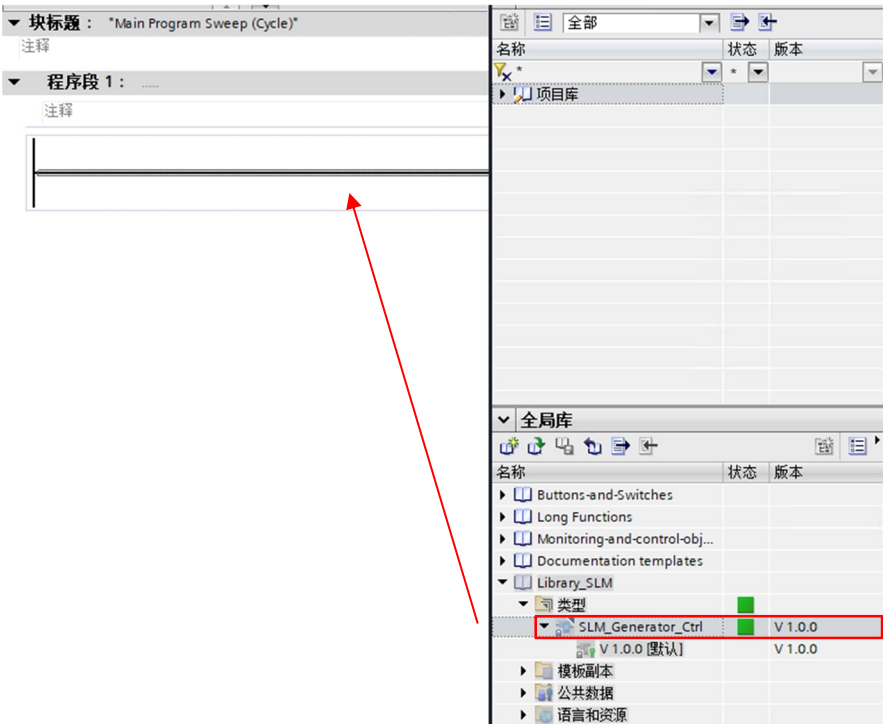 块标题： "Main Program Sweep (Cycle)"
注释
程序段 1： .....
注释
全部
名称 状态 版本
* *
项目库
全局库
名称 状态 版本
Buttons-and-Switches
Long Functions
Monitoring-and-control-obj...
Documentation templates
Library_SLM
类型
SLM_Generator_Ctrl V 1.0.0
V 1.0.0 [默认] V 1.0.0
模板副本
公共数据
语言和资源